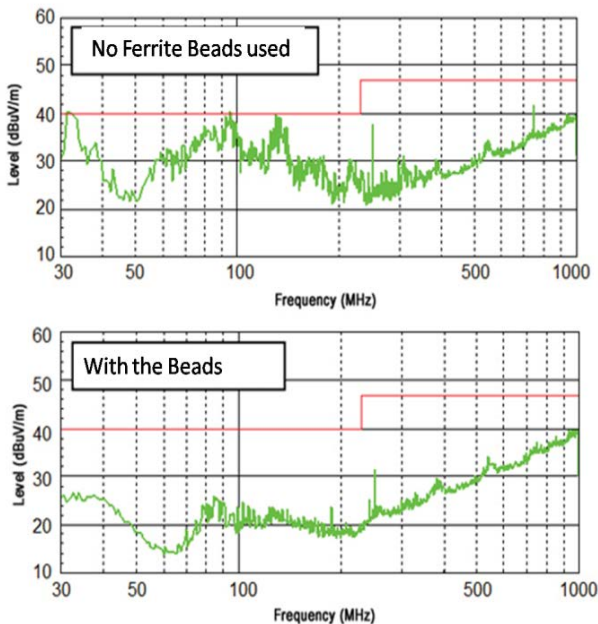 60
No Ferrite Beads used
50
40
30
20
10
Level (dBuV/m)
30 50 100 500 1000
Frequency (MHz)
60
With the Beads
50
40
30
20
10
Level (dBuV/m)
30 50 100 500 1000
Frequency (MHz)